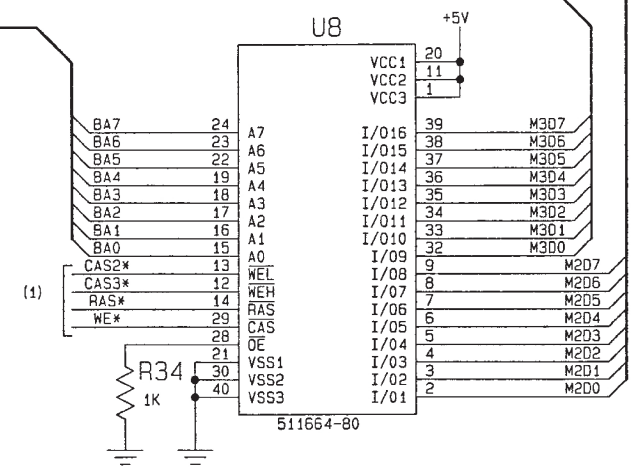 U8
+5V
VCC1 20
VCC2 11
VCC3 1
BA7 24 A7 I/O16 39 M3D7
BA6 23 A6 I/O15 38 M3D6
BA5 22 A5 I/O14 37 M3D5
BA4 19 A4 I/O13 36 M3D4
BA3 18 A3 I/O12 35 M3D3
BA2 17 A2 I/O11 34 M3D2
BA1 16 A1 I/O10 33 M3D1
BA0 15 A0 I/O9 32 M3D0
CAS2* 13 WEL I/O8 9 M2D7
(1) CAS3* 12 WEH I/O7 8 M2D6
RAS* 14 RAS I/O6 7 M2D5
WE* 29 CAS I/O5 6 M2D4
28 OE I/O4 5 M2D3
21 VSS1 I/O3 4 M2D2
R34 30 VSS2 I/O2 3 M2D1
1K 40 VSS3 I/O1 2 M2D0
511664-80